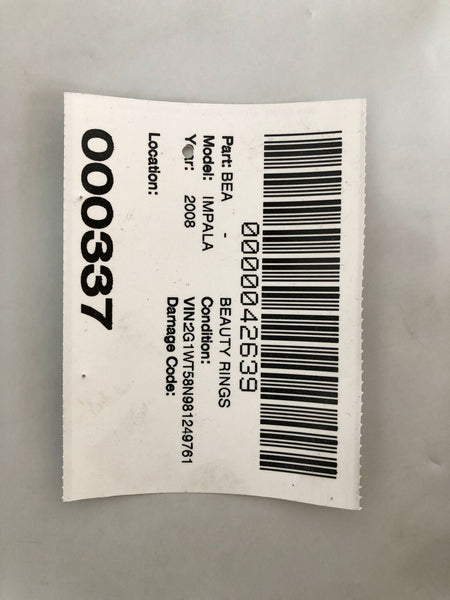 0000042639
Part: BEA - BEAUTY RINGS
Model: IMPALA Condition:
Year: 2008 VIN:2G1WT58N981249761
Damage Code:
Location:
000337